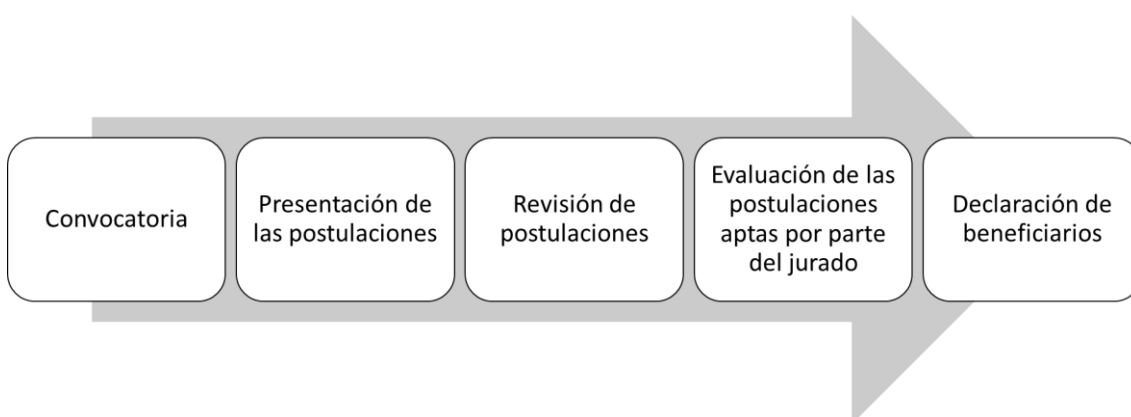 Convocatoria
Presentación de
las postulaciones
Revisión de
postulaciones
Evaluación de las
postulaciones
aptas por parte
del jurado
Declaración de
beneficiarios